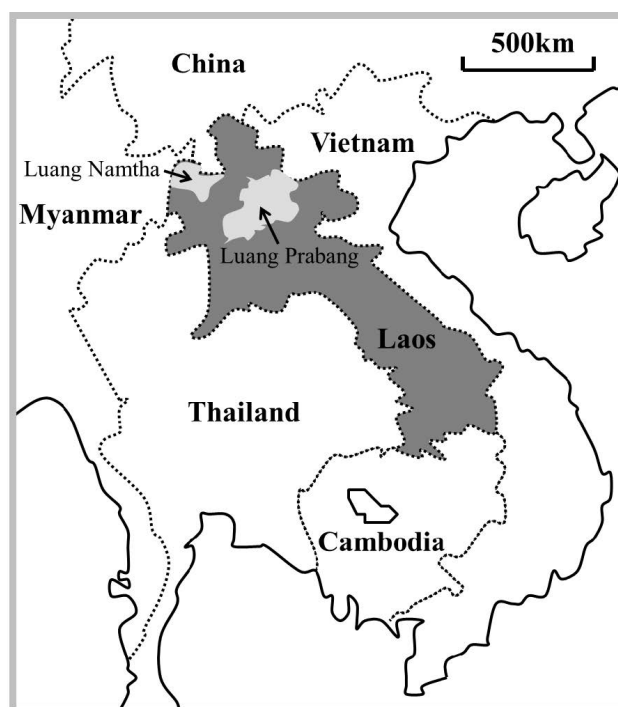 500km
China
Vietnam
Luang Namtha
Myanmar
Luang Prabang
Laos
Thailand
Cambodia